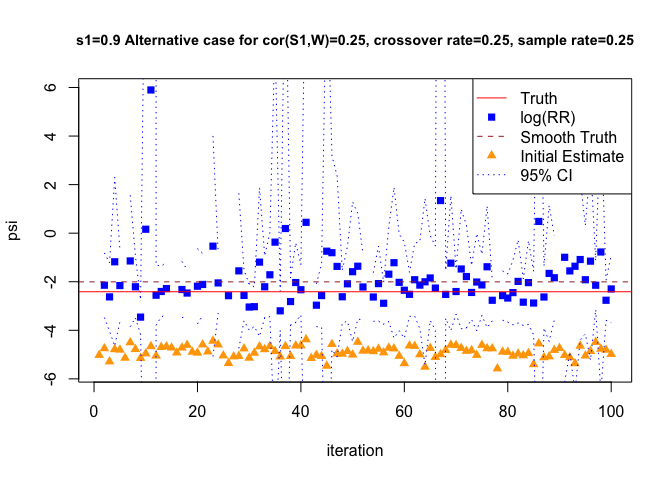 s1=0.9 Alternative case for cor(S1,W)=0.25, crossover rate=0.25, sample rate=0.25
Truth
log(RR)
Smooth Truth
Initial Estimate
95% CI
psi
6
4
2
0
-2
-4
-6
0 20 40 60 80 100
iteration